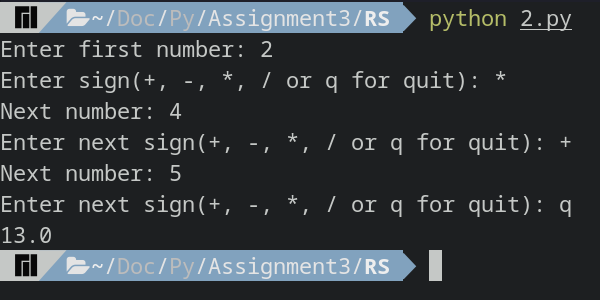 ~/Doc/Py/Assignment3/RS python 2.py
Enter first number: 2
Enter sign(+, -, *, / or q for quit): *
Next number: 4
Enter next sign(+, -, *, / or q for quit): +
Next number: 5
Enter next sign(+, -, *, / or q for quit): q
13.0
~/Doc/Py/Assignment3/RS